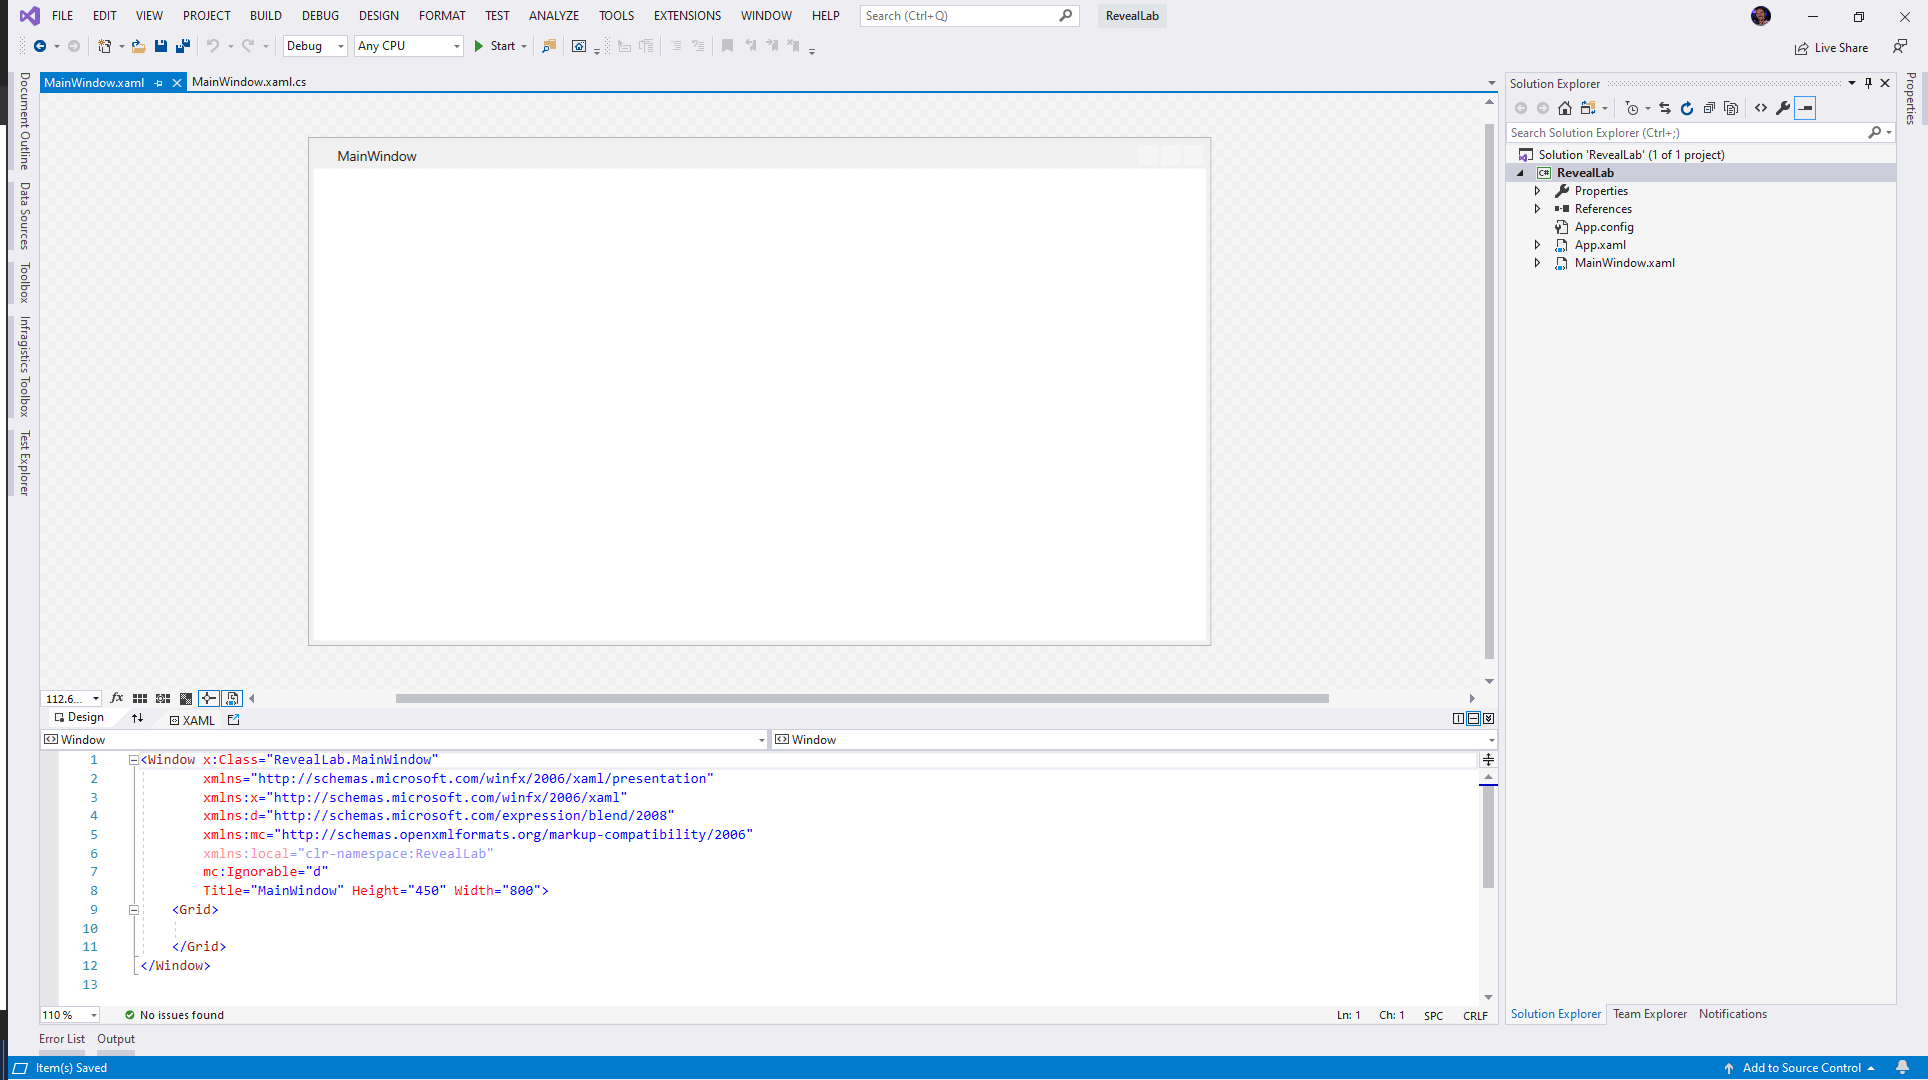 FILE EDIT VIEW PROJECT BUILD DEBUG DESIGN FORMAT TEST ANALYZE TOOLS EXTENSIONS WINDOW HELP Search (Ctrl+Q) RevealLab
Debug Any CPU Start Live Share
MainWindow.xaml MainWindow.xaml.cs
Document Outline
Data Sources
Toolbox
Infragistics Toolbox
Test Explorer
MainWindow
112.6...
fx
Design XAML
Window Window
1 <Window x:Class="RevealLab.MainWindow"
2 xmlns="http://schemas.microsoft.com/winfx/2006/xaml/presentation"
3 xmlns:x="http://schemas.microsoft.com/winfx/2006/xaml"
4 xmlns:d="http://schemas.microsoft.com/expression/blend/2008"
5 xmlns:mc="http://schemas.openxmlformats.org/markup-compatibility/2006"
6 xmlns:local="clr-namespace:RevealLab"
7 mc:Ignorable="d"
8 Title="MainWindow" Height="450" Width="800">
9 <Grid>
10
11 </Grid>
12 </Window>
13
110 % No issues found Ln: 1 Ch: 1 SPC CRLF
Solution Explorer
Search Solution Explorer (Ctrl+;)
Solution 'RevealLab' (1 of 1 project)
C# RevealLab
Properties
References
App.config
App.xaml
MainWindow.xaml
Solution Explorer Team Explorer Notifications
Properties
Error List Output
Item(s) Saved Add to Source Control